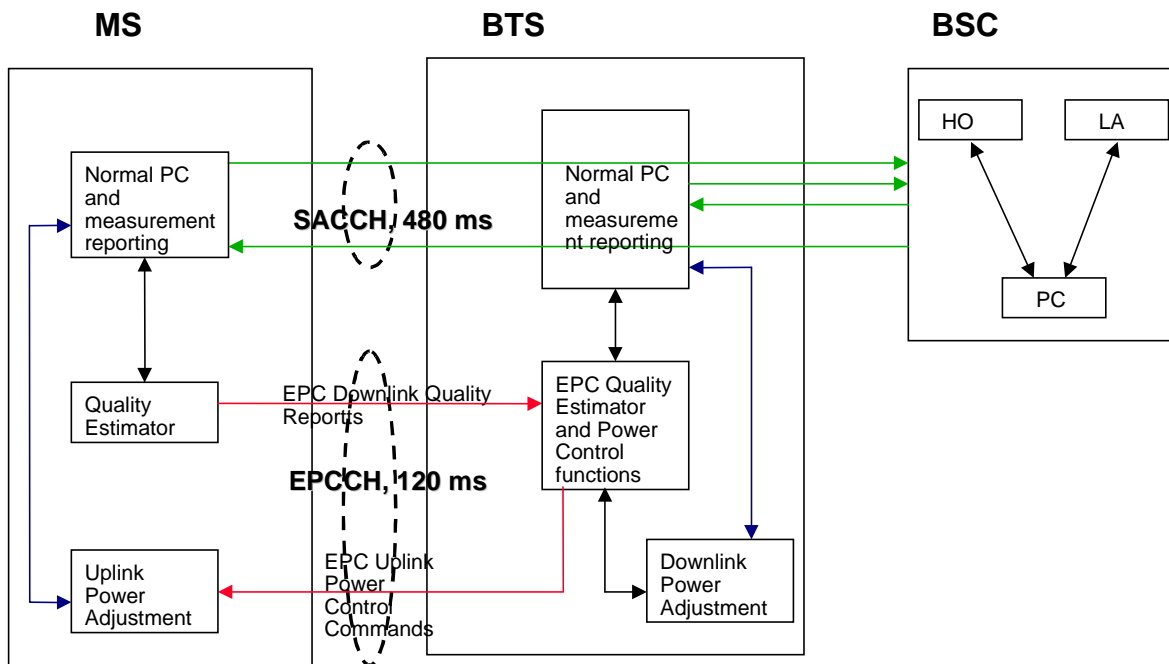 MS
BTS
BSC
HO
LA
Normal PC
and
measurement
reporting
Normal PC
and
measureme
nt reporting
SACCH, 480 ms
PC
Quality
Estimator
EPC Downlink Quality
Reportts
EPC Quality
Estimator
and Power
Control
functions
EPCCH, 120 ms
Uplink
Power
Adjustment
EPC Uplink
Power
Control
Commands
Downlink
Power
Adjustment